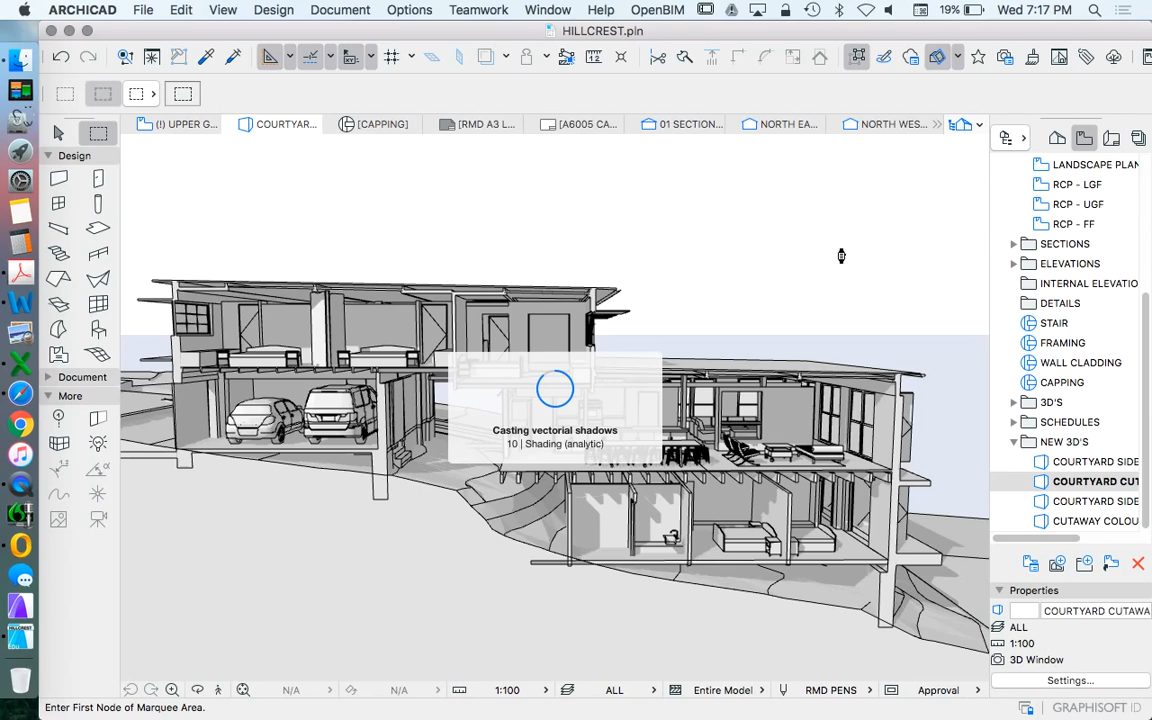 ARCHICAD File Edit View Design Document Options Teamwork Window Help OpenBIM 19% Wed 7:17 PM
HILLCREST.pln
(!) UPPER G... COURTYAR... [CAPPING] [RMD A3 L... [A6005 CA... 01 SECTION... NORTH EA... NORTH WES...
Design
Document
More
LANDSCAPE PLAN
RCP - LGF
RCP - UGF
RCP - FF
SECTIONS
ELEVATIONS
INTERNAL ELEVATIO
DETAILS
STAIR
FRAMING
WALL CLADDING
CAPPING
3D'S
SCHEDULES
NEW 3D'S
COURTYARD SIDE
COURTYARD CUT
COURTYARD SIDE
CUTAWAY COLOU
Casting vectorial shadows
10 | Shading (analytic)
Properties
COURTYARD CUTAWA
ALL
1:100
3D Window
Settings...
N/A N/A 1:100 ALL Entire Model RMD PENS Approval
Enter First Node of Marquee Area.
GRAPHISOFT ID